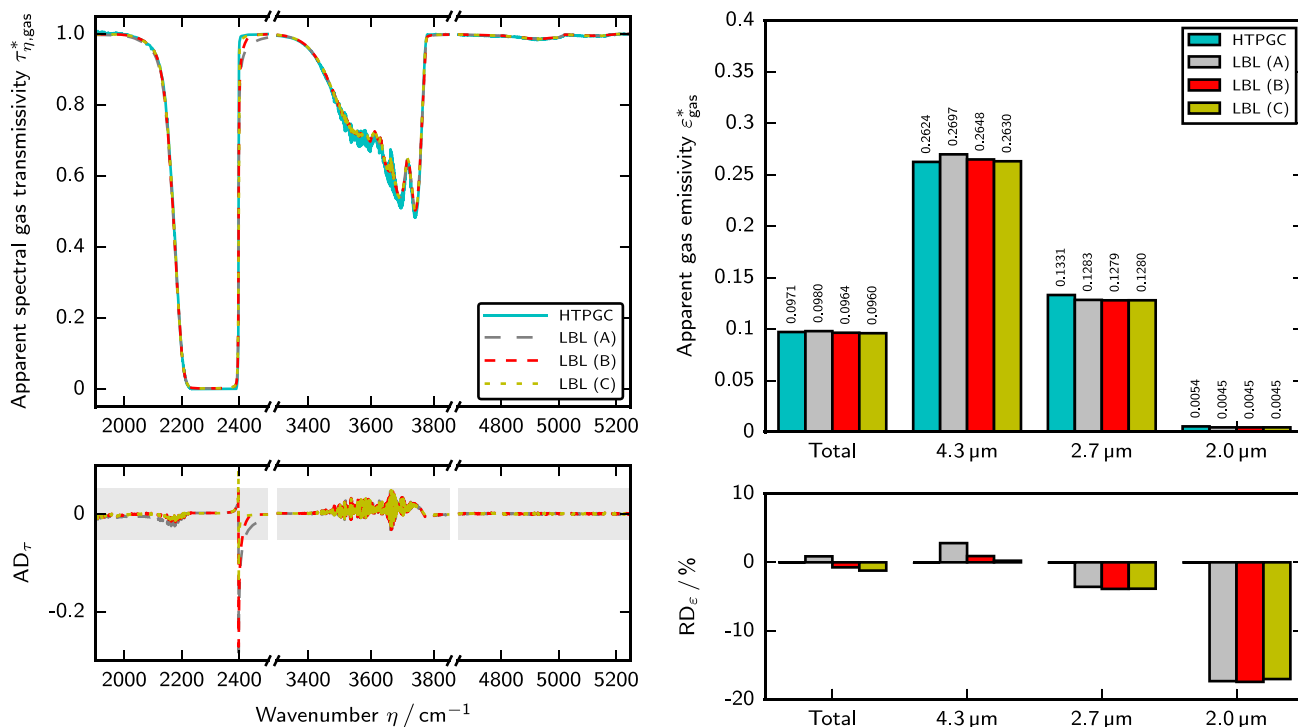 Apparent spectral gas transmissivity τ*η,gas
1.0
0.8
0.6
0.4
0.2
0
HTPGC
LBL (A)
LBL (B)
LBL (C)
2000 2200 2400 3400 3600 3800 4800 5000 5200
ADτ
0
-0.2
2000 2200 2400 3400 3600 3800 4800 5000 5200
Wavenumber η / cm⁻¹
Apparent gas emissivity ε*gas
0.4
0.35
0.3
0.25
0.2
0.15
0.1
0.05
0
HTPGC
LBL (A)
LBL (B)
LBL (C)
0.0971 0.0980 0.0964 0.0960
0.2624 0.2697 0.2648 0.2630
0.1331 0.1283 0.1279 0.1280
0.0054 0.0045 0.0045 0.0045
Total 4.3 µm 2.7 µm 2.0 µm
RDε / %
10
0
-10
-20
Total 4.3 µm 2.7 µm 2.0 µm